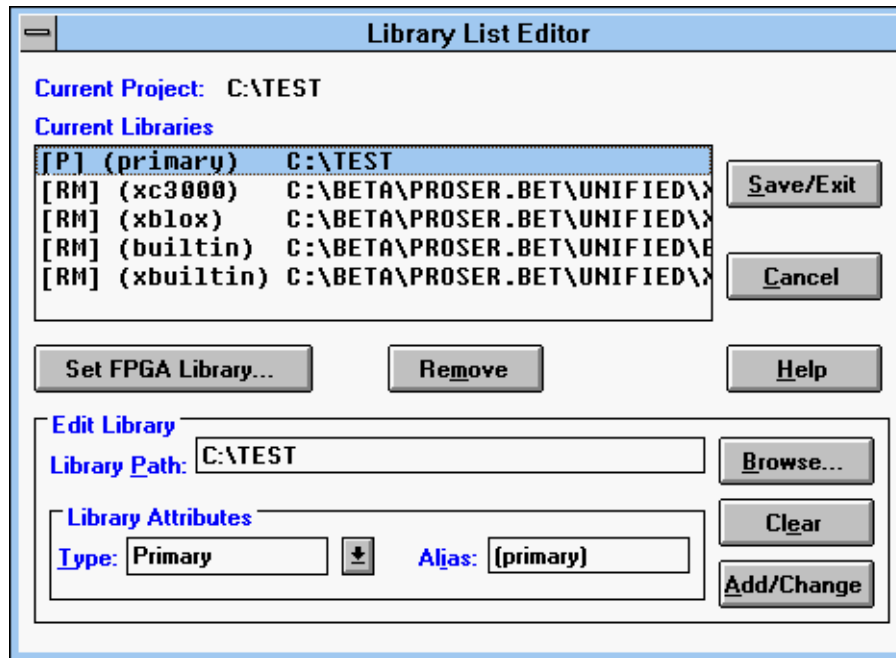 Library List Editor
Current Project: C:\TEST
Current Libraries
[P] (primary) C:\TEST
[RM] (xc3000) C:\BETA\PROSER.BET\UNIFIED\X
[RM] (xblox) C:\BETA\PROSER.BET\UNIFIED\X
[RM] (builtin) C:\BETA\PROSER.BET\UNIFIED\B
[RM] (xbuiltin) C:\BETA\PROSER.BET\UNIFIED\X
Save/Exit
Cancel
Set FPGA Library...
Remove
Help
Edit Library
Library Path: C:\TEST
Browse...
Library Attributes
Clear
Type: Primary
Alias: (primary)
Add/Change